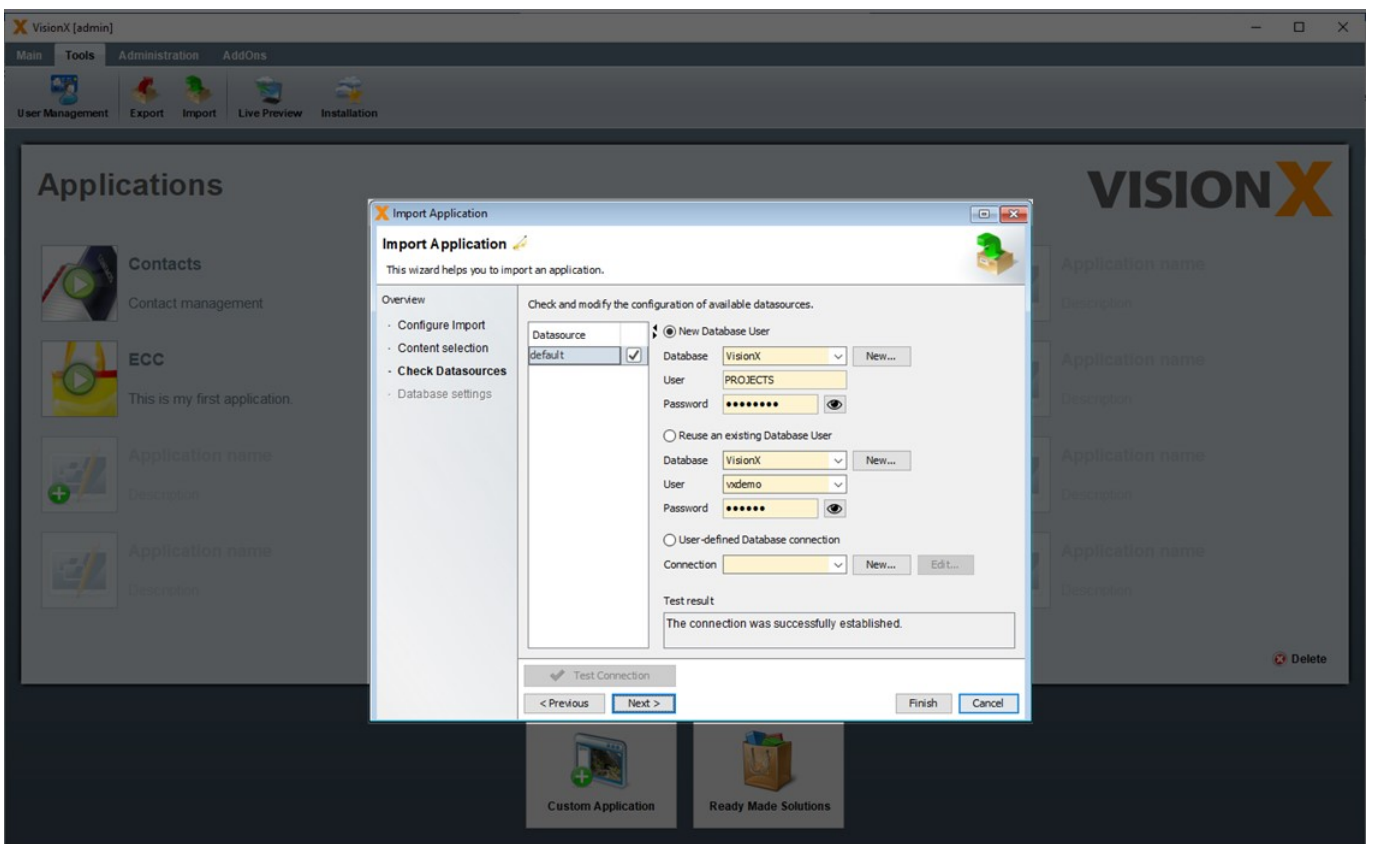 VisionX [admin]
Main Tools Administration AddOns
User Management Export Import Live Preview Installation
Applications
VISIONX
Contacts
Contact management
ECC
This is my first application.
Application name
Description
Application name
Description
Application name
Description
Application name
Description
Application name
Description
Application name
Description
Delete
Import Application
Import Application
This wizard helps you to import an application.
Overview
· Configure Import
· Content selection
· Check Datasources
· Database settings
Check and modify the configuration of available datasources.
Datasource
default
New Database User
Database VisionX New...
User PROJECTS
Password ••••••••
Reuse an existing Database User
Database VisionX New...
User vxdemo
Password ••••••
User-defined Database connection
Connection New... Edit...
Test result
The connection was successfully established.
Test Connection
< Previous Next > Finish Cancel
Custom Application Ready Made Solutions